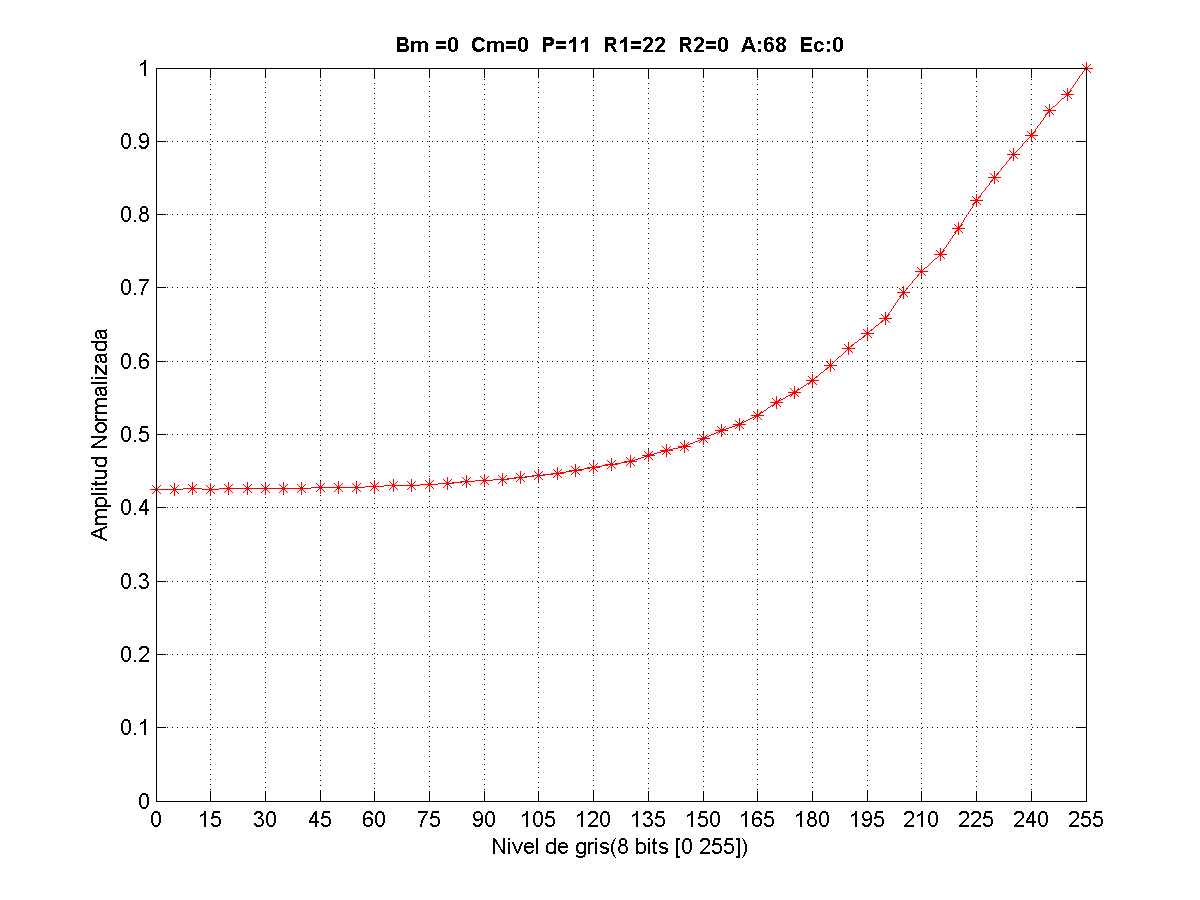 Bm =0  Cm=0  P=11  R1=22  R2=0  A:68  Ec:0
1
0.9
0.8
0.7
0.6
0.5
0.4
0.3
0.2
0.1
0
Amplitud Normalizada
0 15 30 45 60 75 90 105 120 135 150 165 180 195 210 225 240 255
Nivel de gris(8 bits [0 255])